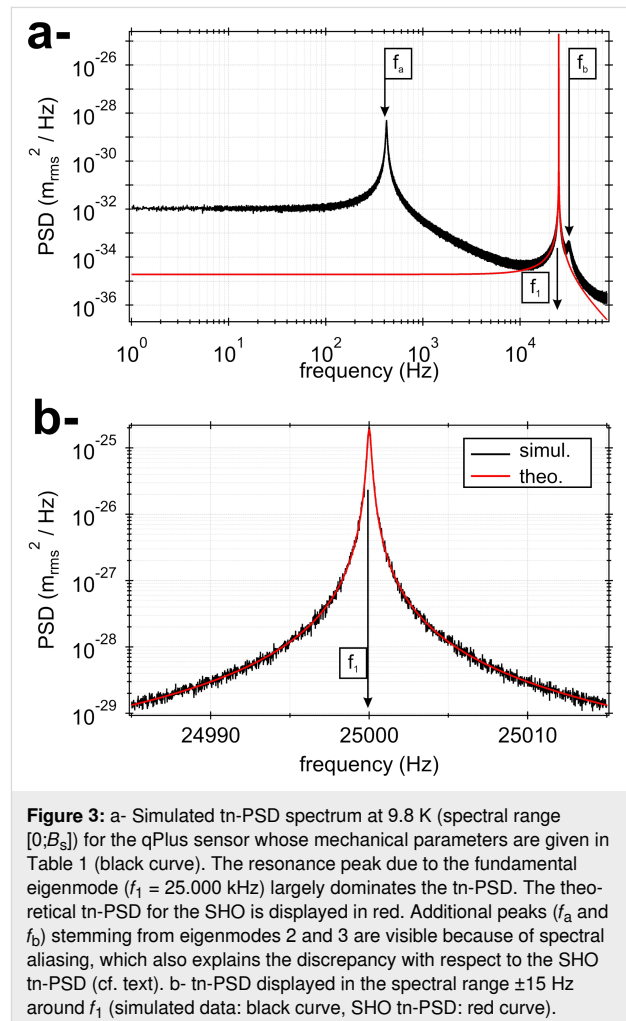 a-
PSD (m_rms^2 / Hz)
10^-26
10^-28
10^-30
10^-32
10^-34
10^-36
f_a
f_b
f_1
10^0 10^1 10^2 10^3 10^4
frequency (Hz)
b-
PSD (m_rms^2 / Hz)
10^-25
10^-26
10^-27
10^-28
10^-29
simul.
theo.
f_1
24990 25000 25010
frequency (Hz)
Figure 3: a- Simulated tn-PSD spectrum at 9.8 K (spectral range
[0;B_s]) for the qPlus sensor whose mechanical parameters are given in
Table 1 (black curve). The resonance peak due to the fundamental
eigenmode (f_1 = 25.000 kHz) largely dominates the tn-PSD. The theo-
retical tn-PSD for the SHO is displayed in red. Additional peaks (f_a and
f_b) stemming from eigenmodes 2 and 3 are visible because of spectral
aliasing, which also explains the discrepancy with respect to the SHO
tn-PSD (cf. text). b- tn-PSD displayed in the spectral range ±15 Hz
around f_1 (simulated data: black curve, SHO tn-PSD: red curve).